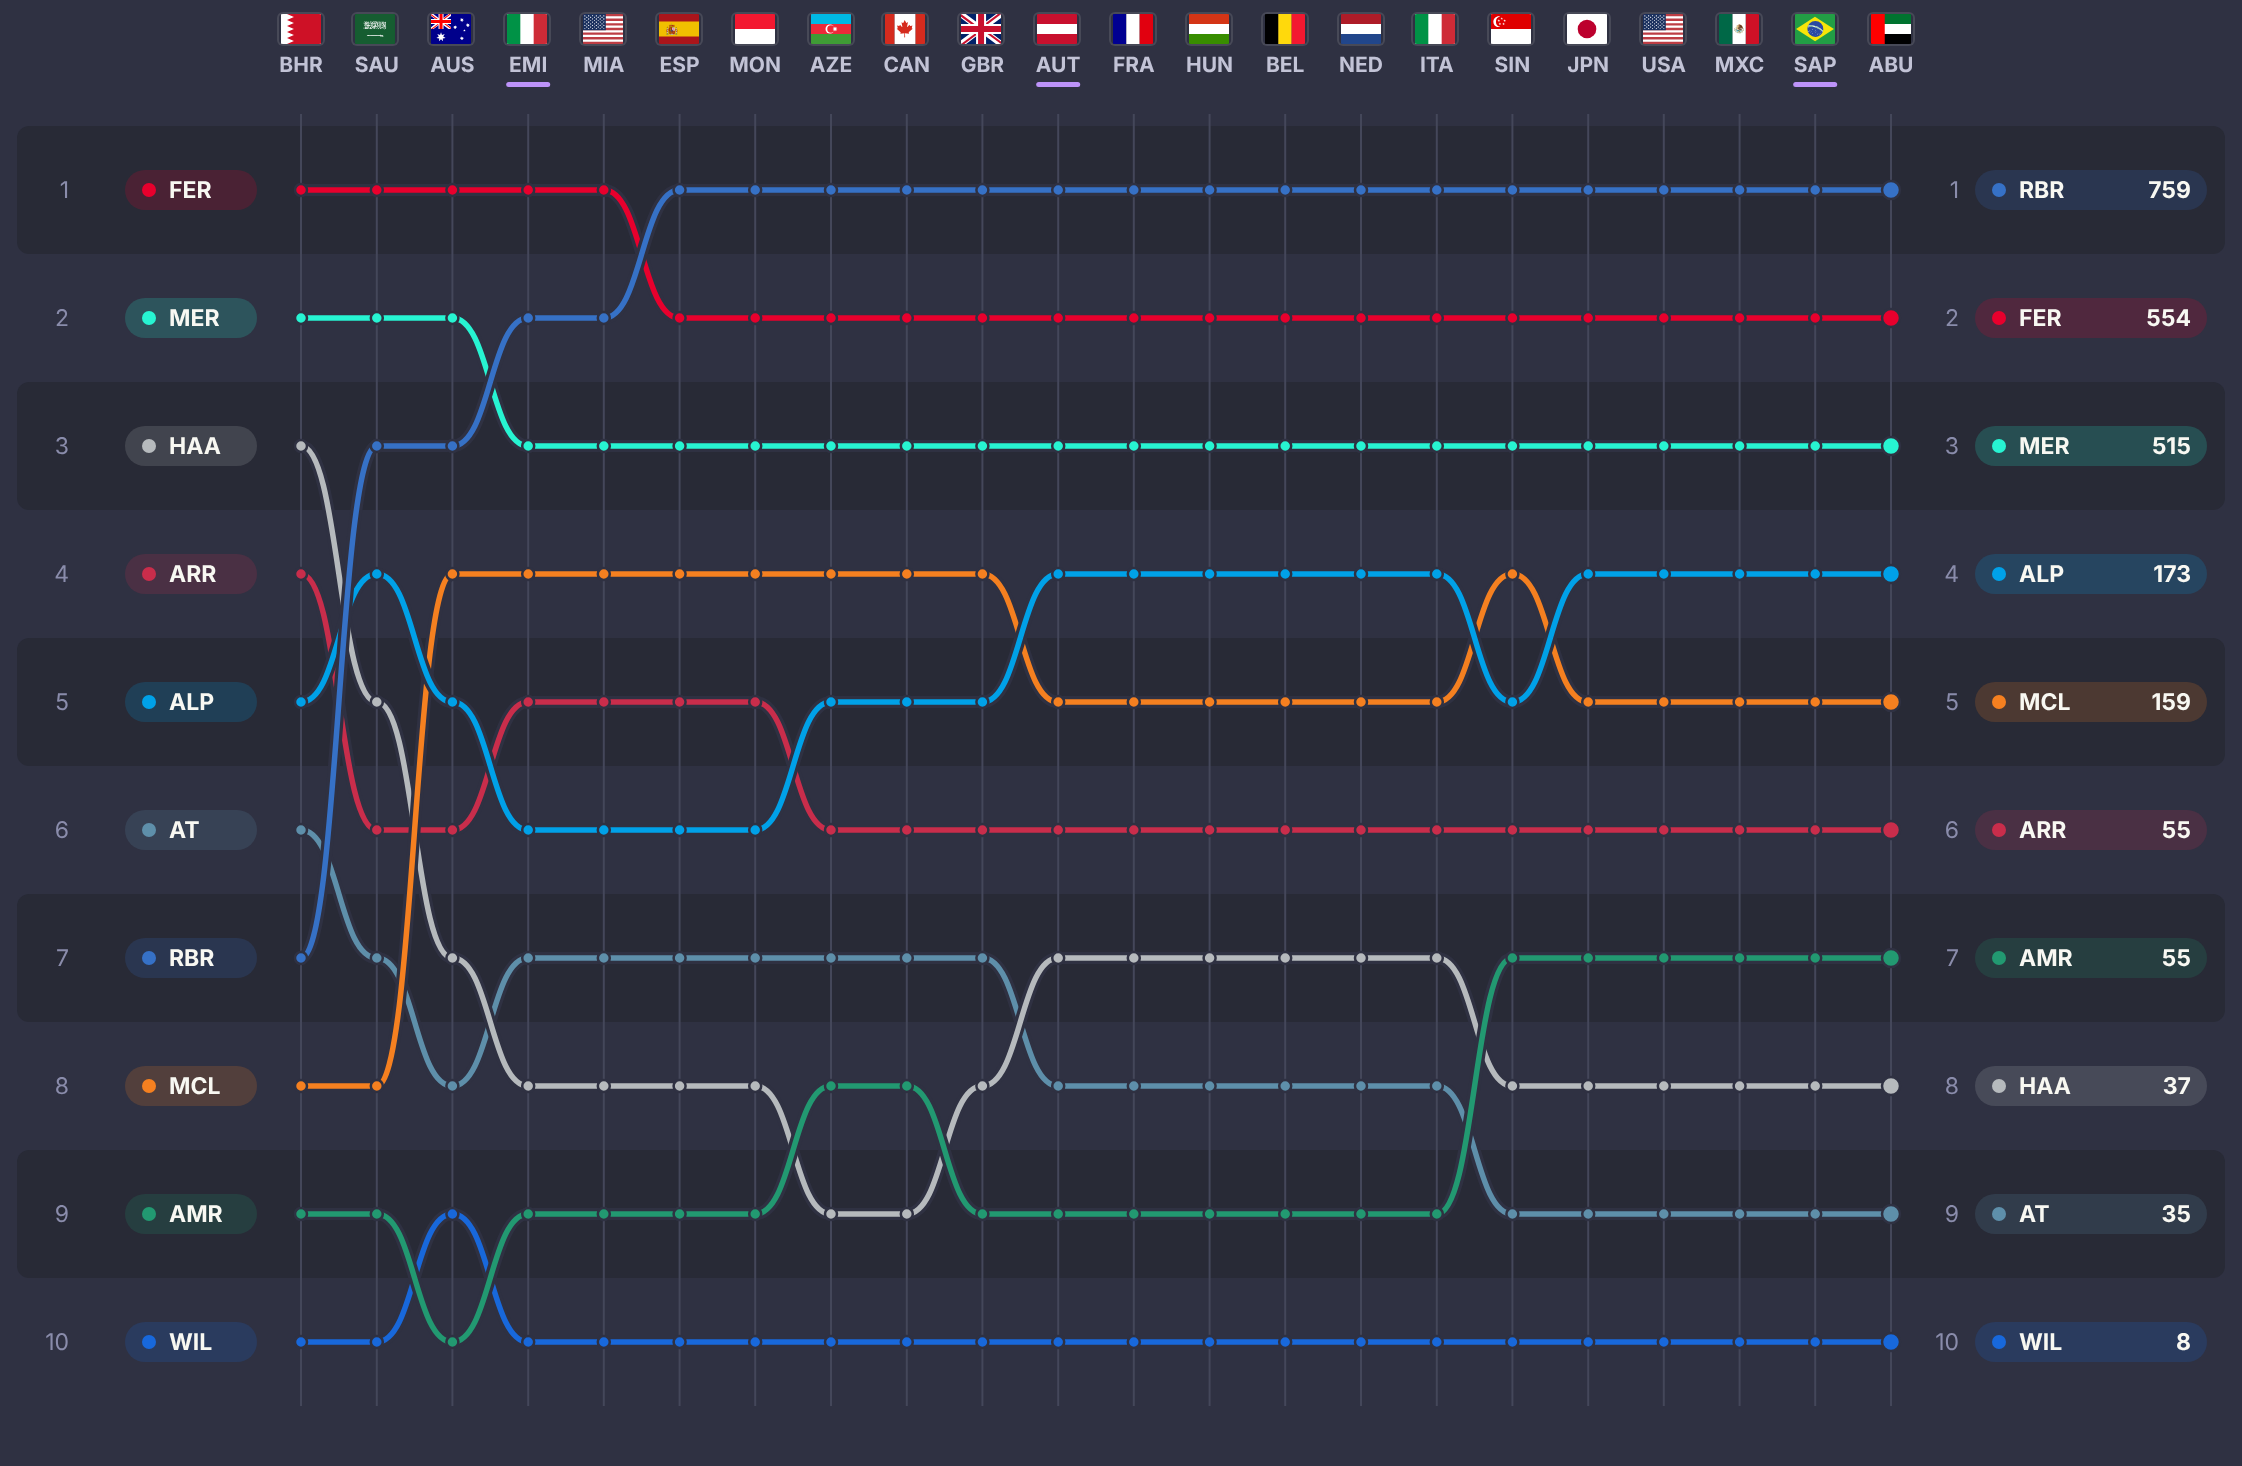 BHR SAU AUS EMI MIA ESP MON AZE CAN GBR AUT FRA HUN BEL NED ITA SIN JPN USA MXC SAP ABU
1 FER 1 RBR 759
2 MER 2 FER 554
3 HAA 3 MER 515
4 ARR 4 ALP 173
5 ALP 5 MCL 159
6 AT 6 ARR 55
7 RBR 7 AMR 55
8 MCL 8 HAA 37
9 AMR 9 AT 35
10 WIL 10 WIL 8